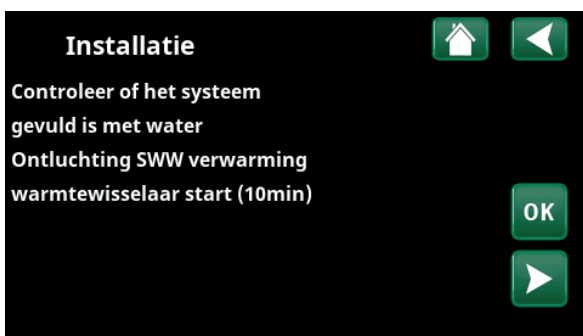 Installatie
Controleer of het systeem
gevuld is met water
Ontluchting SWW verwarming
warmtewisselaar start (10min)
OK